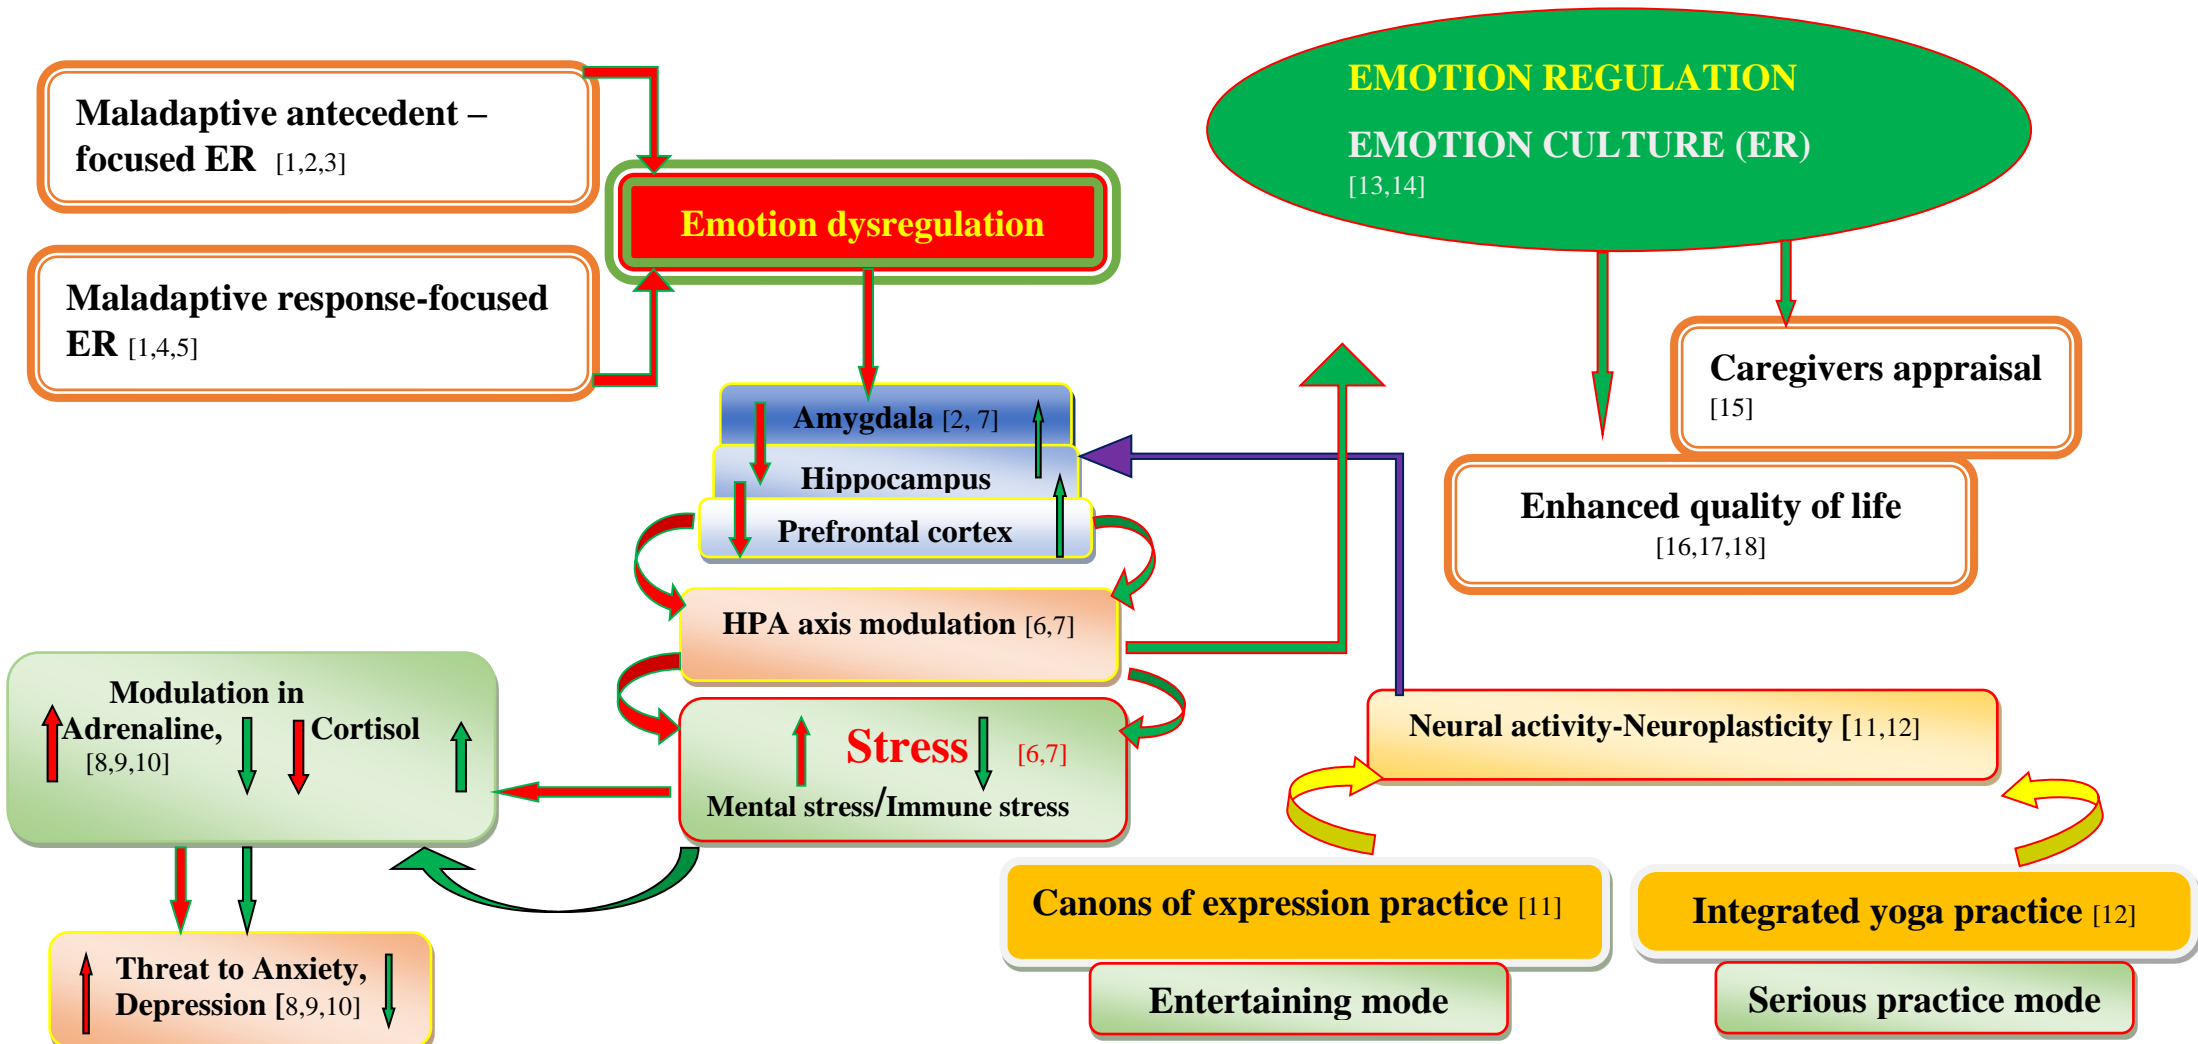 Maladaptive antecedent –
focused ER [1,2,3]
Maladaptive response-focused
ER [1,4,5]
Emotion dysregulation
EMOTION REGULATION
EMOTION CULTURE (ER)
[13,14]
Caregivers appraisal
[15]
Enhanced quality of life
[16,17,18]
Amygdala [2, 7]
Hippocampus
Prefrontal cortex
HPA axis modulation [6,7]
Stress [6,7]
Mental stress/Immune stress
Modulation in
Adrenaline, Cortisol
[8,9,10]
Threat to Anxiety,
Depression [8,9,10]
Neural activity-Neuroplasticity [11,12]
Canons of expression practice [11]
Entertaining mode
Integrated yoga practice [12]
Serious practice mode